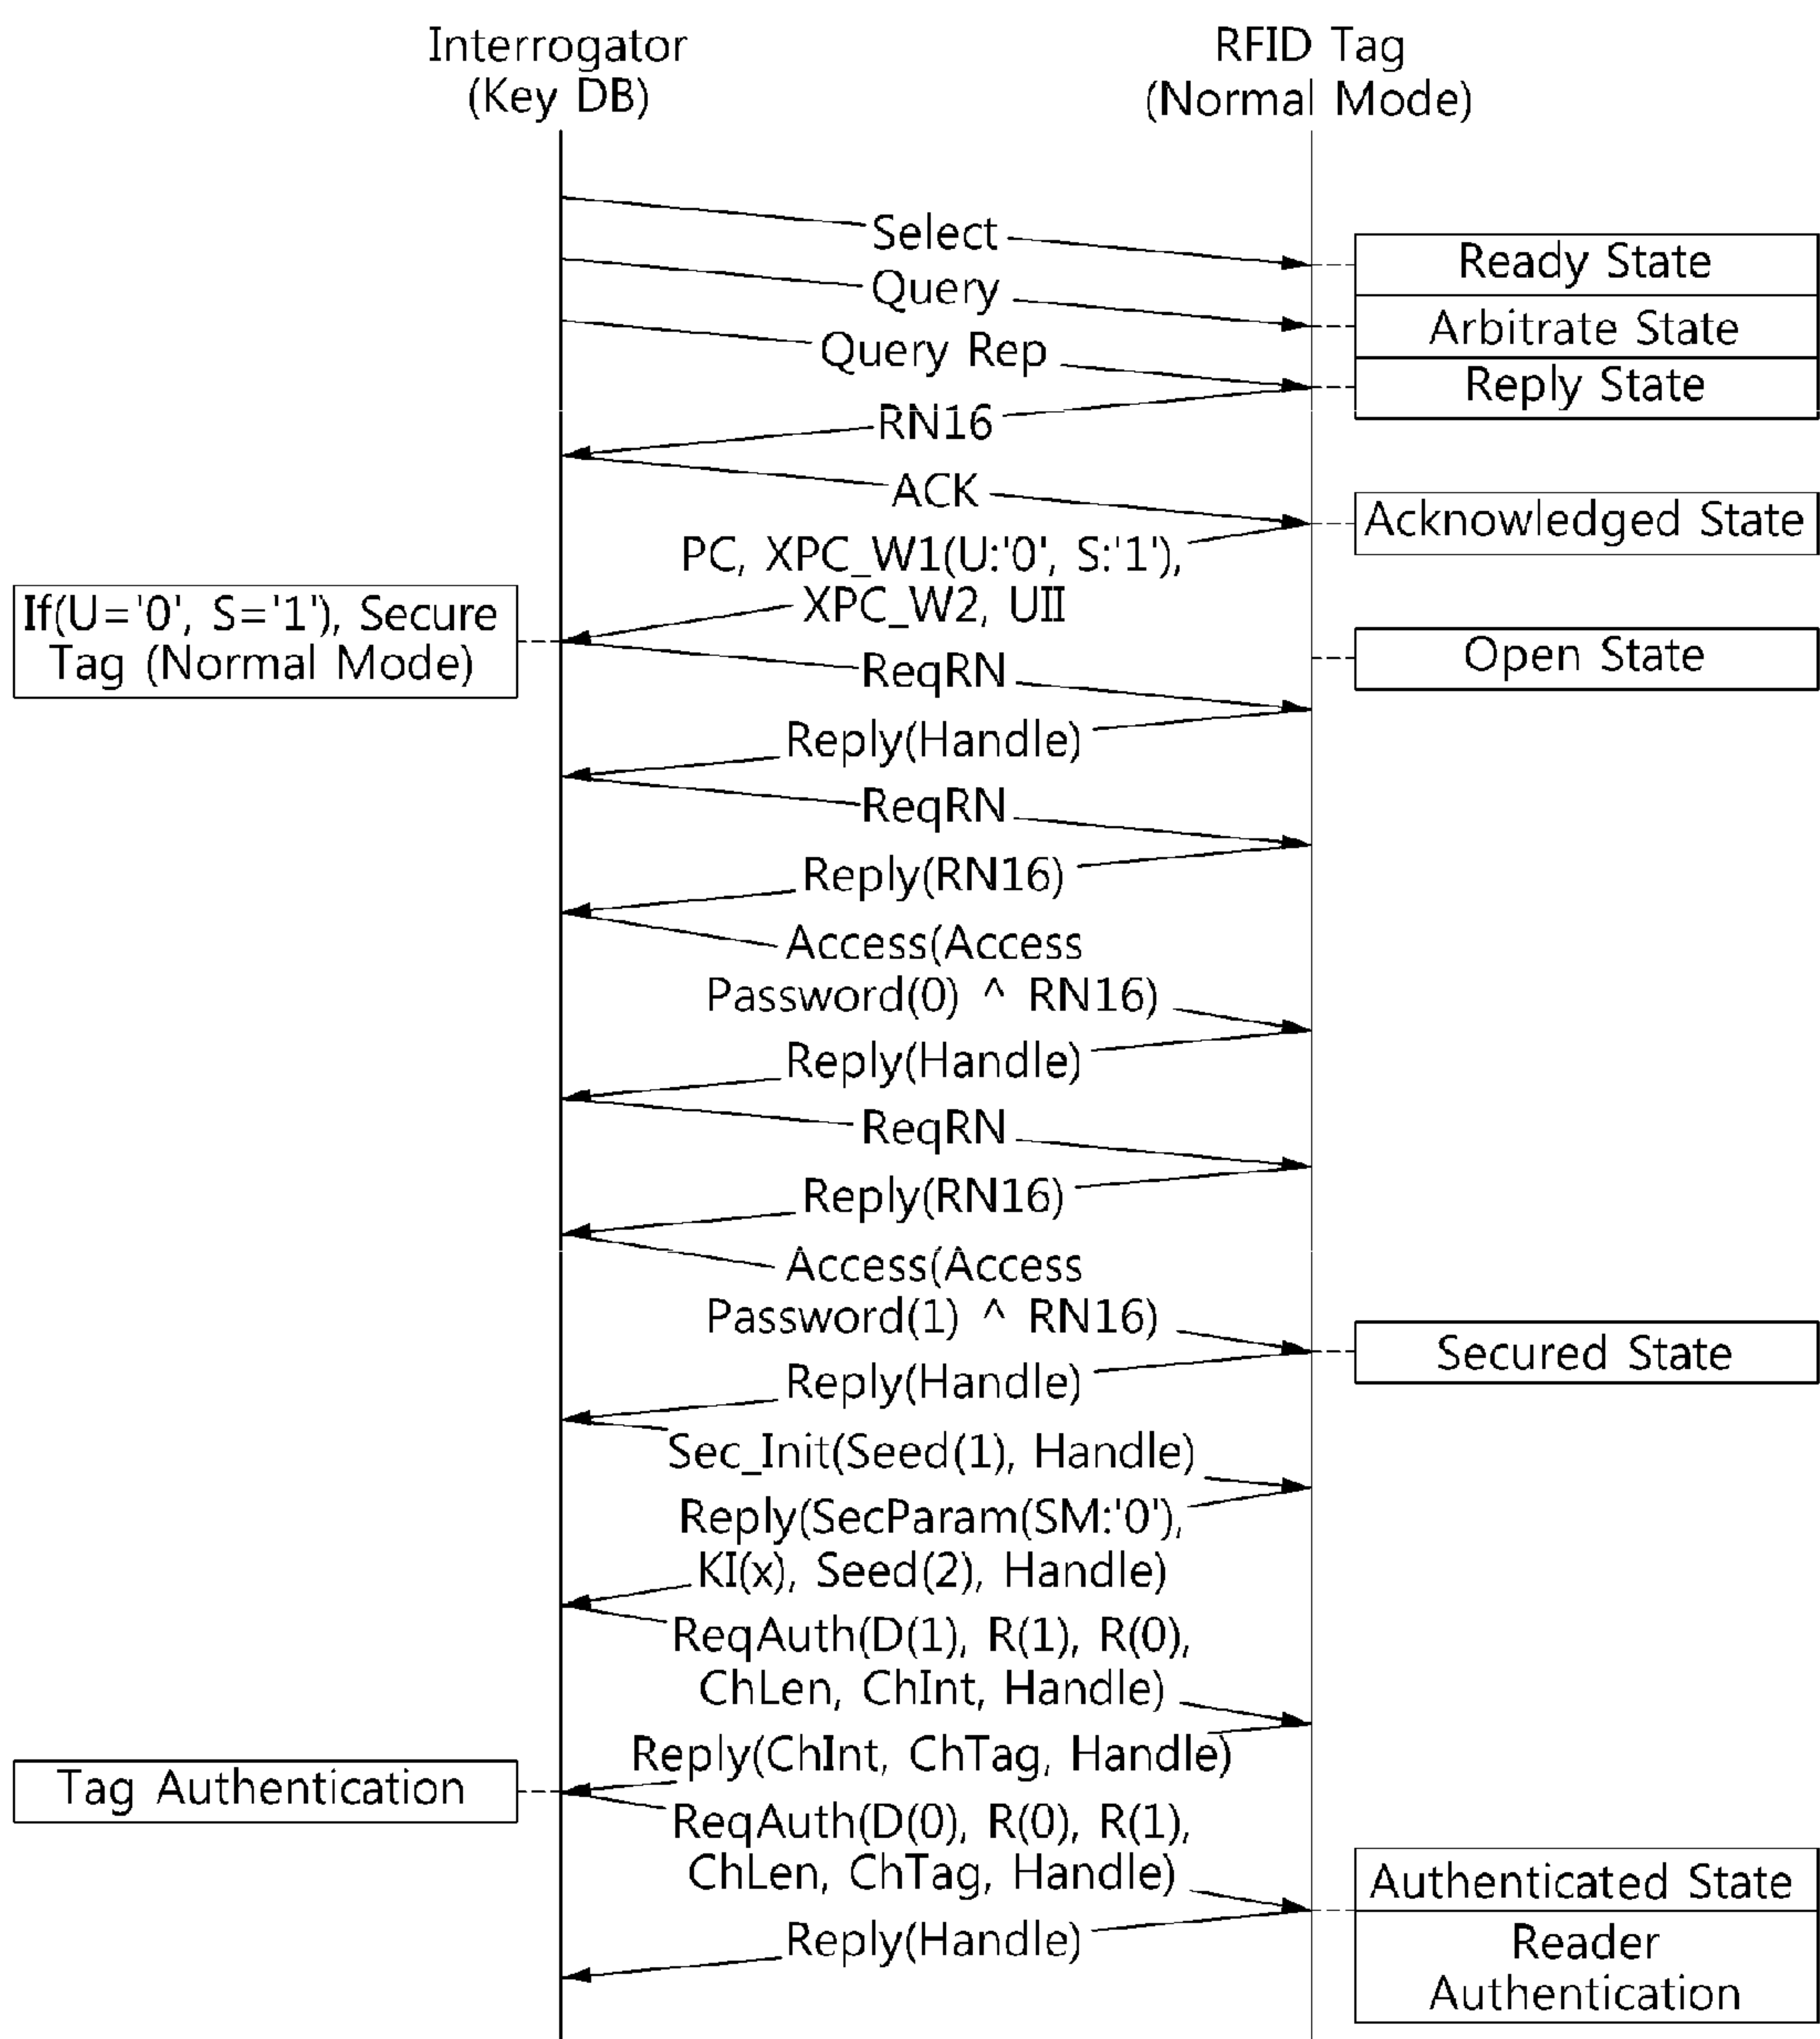 Interrogator
(Key DB)
RFID Tag
(Normal Mode)
Select
Ready State
Query
Arbitrate State
Query Rep
Reply State
RN16
ACK
Acknowledged State
PC, XPC_W1(U:'0', S:'1'),
XPC_W2, UII
If(U='0', S='1'), Secure
Tag (Normal Mode)
Open State
ReqRN
Reply(Handle)
ReqRN
Reply(RN16)
Access(Access
Password(0) ^ RN16)
Reply(Handle)
ReqRN
Reply(RN16)
Access(Access
Password(1) ^ RN16)
Secured State
Reply(Handle)
Sec_Init(Seed(1), Handle)
Reply(SecParam(SM:'0'),
KI(x), Seed(2), Handle)
ReqAuth(D(1), R(1), R(0),
ChLen, ChInt, Handle)
Reply(ChInt, ChTag, Handle)
Tag Authentication
ReqAuth(D(0), R(0), R(1),
ChLen, ChTag, Handle)
Authenticated State
Reply(Handle)
Reader
Authentication